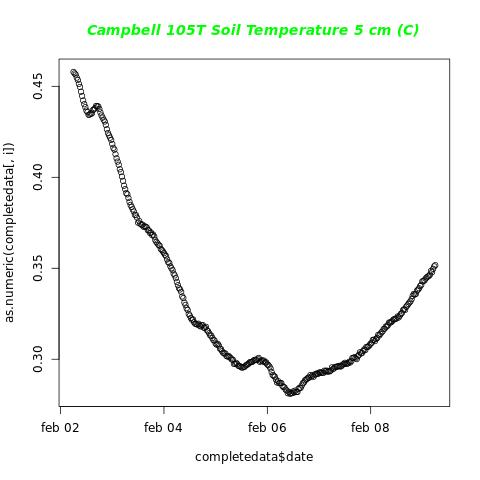 Campbell 105T Soil Temperature 5 cm (C)
as.numeric(completedata[, i])
0.45
0.40
0.35
0.30
feb 02
feb 04
feb 06
feb 08
completedata$date